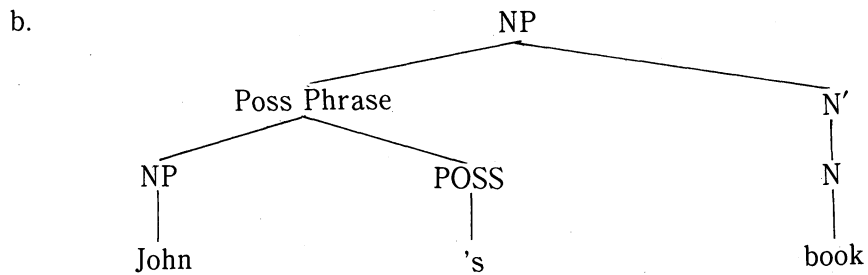 b. NP
Poss Phrase N′
NP POSS N
John 's book